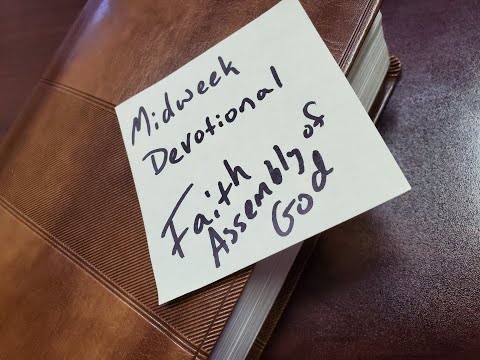 Midweek
Devotional
Faith
Assembly of
God